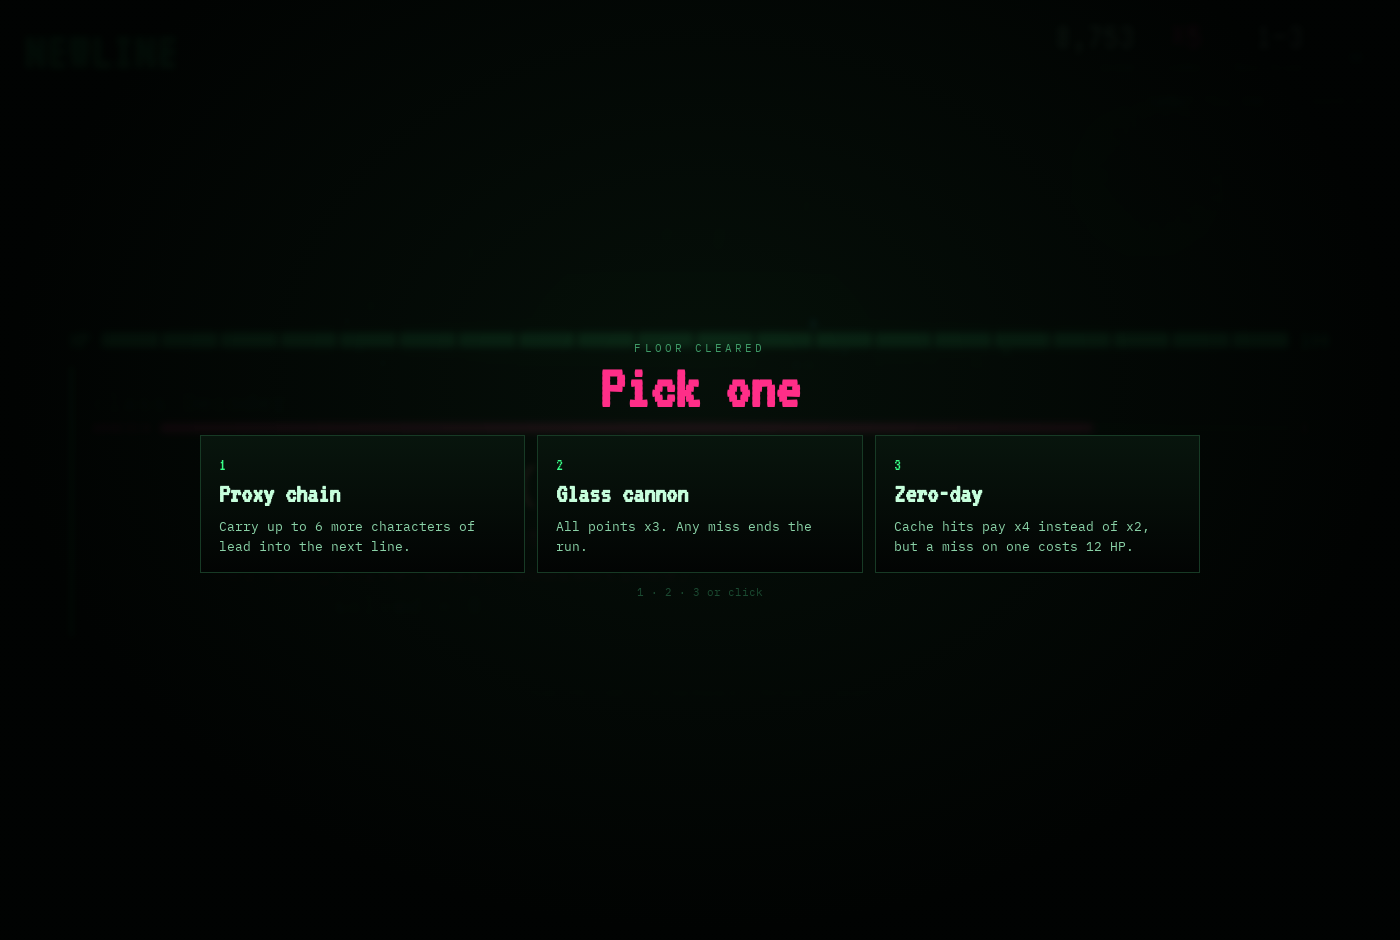 FLOOR CLEARED
Pick one
1
Proxy chain
Carry up to 6 more characters of
lead into the next line.
2
Glass cannon
All points x3. Any miss ends the
run.
3
Zero-day
Cache hits pay x4 instead of x2,
but a miss on one costs 12 HP.
1 · 2 · 3 or click